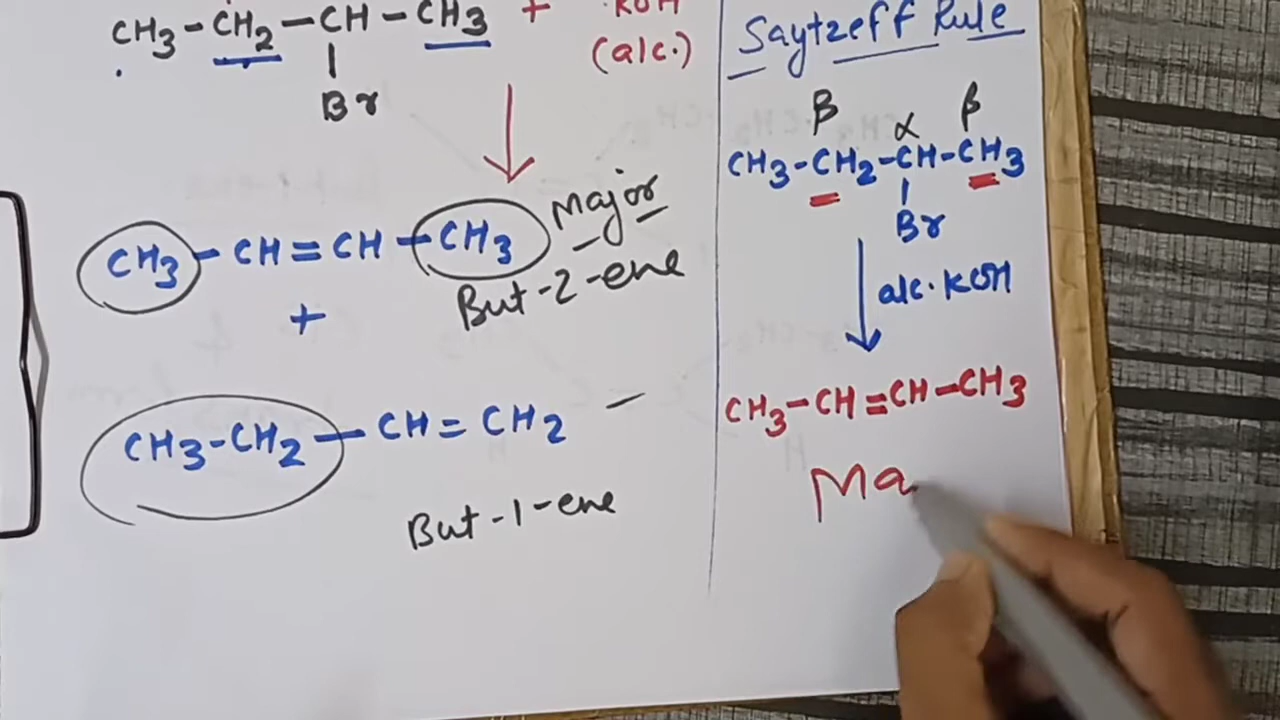 CH3-CH2-CH-CH3 + KOH
(alc.)
Br
CH3-CH=CH-CH3 Major
But-2-ene
+
CH3-CH2-CH=CH2 -
But-1-ene
Saytzeff Rule
β α β
CH3-CH2-CH-CH3
Br
alc. KOH
CH3-CH=CH-CH3
Ma